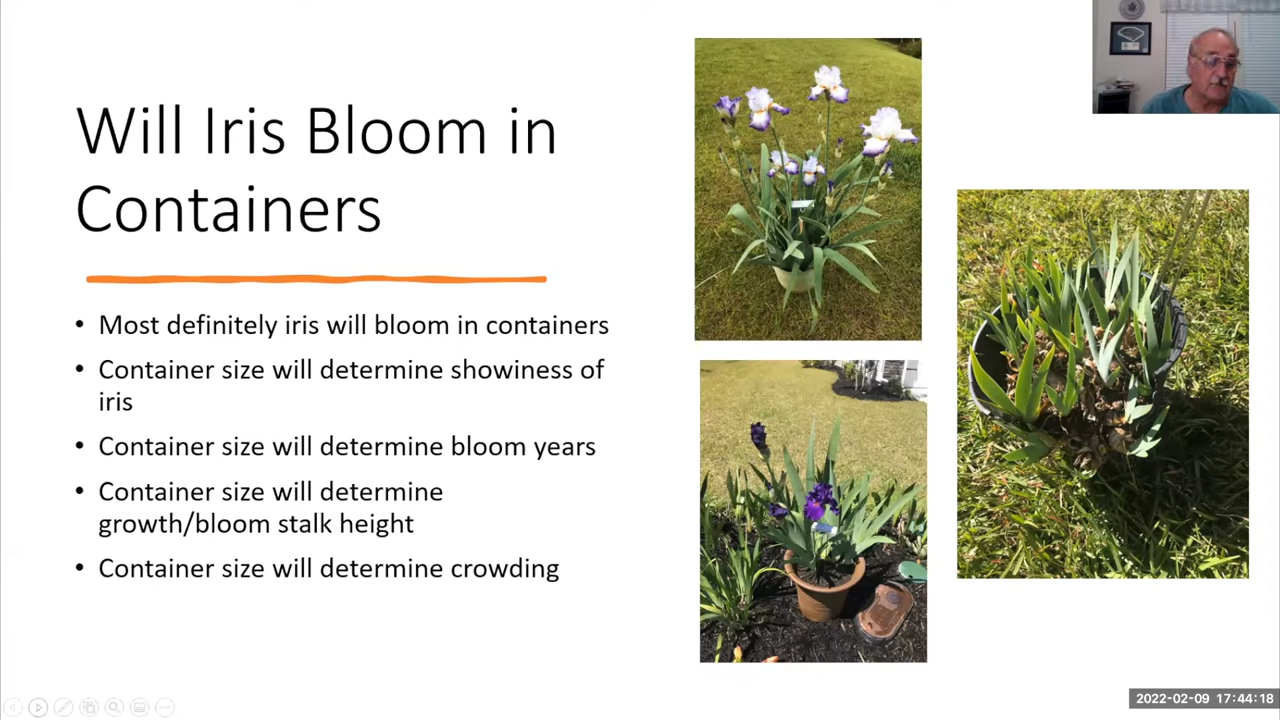 Will Iris Bloom in
Containers
• Most definitely iris will bloom in containers
• Container size will determine showiness of
iris
• Container size will determine bloom years
• Container size will determine
growth/bloom stalk height
• Container size will determine crowding
2022-02-09 17:44:18